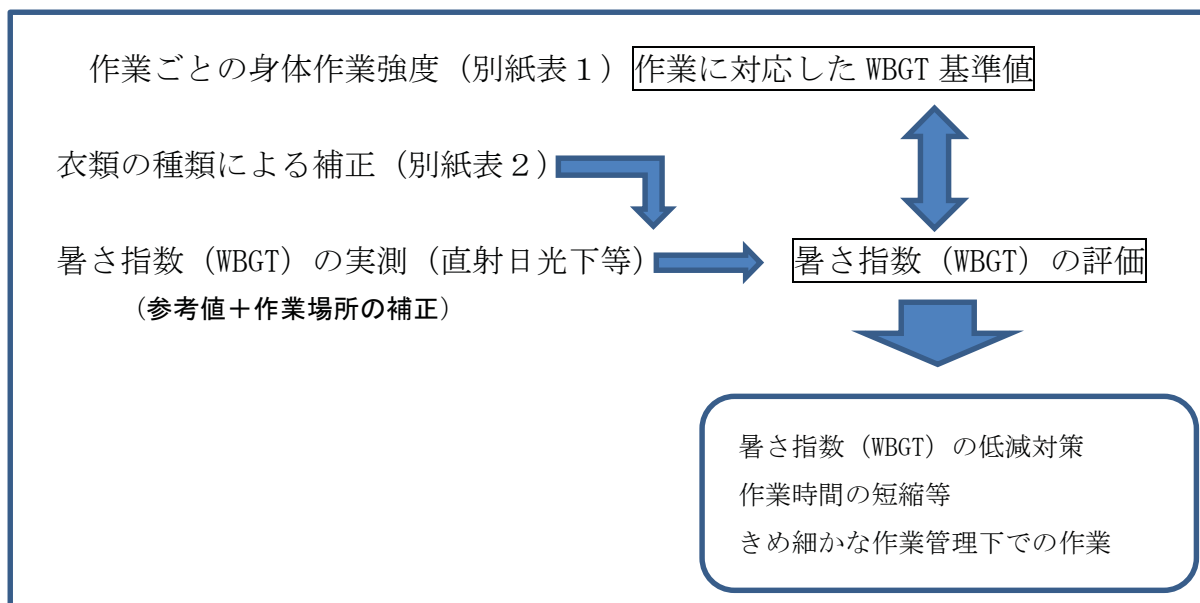 作業ごとの身体作業強度（別紙表１）作業に対応した WBGT 基準値
衣類の種類による補正（別紙表２）
暑さ指数（WBGT）の実測（直射日光下等）
暑さ指数（WBGT）の評価
（参考値＋作業場所の補正）
暑さ指数（WBGT）の低減対策
作業時間の短縮等
きめ細かな作業管理下での作業